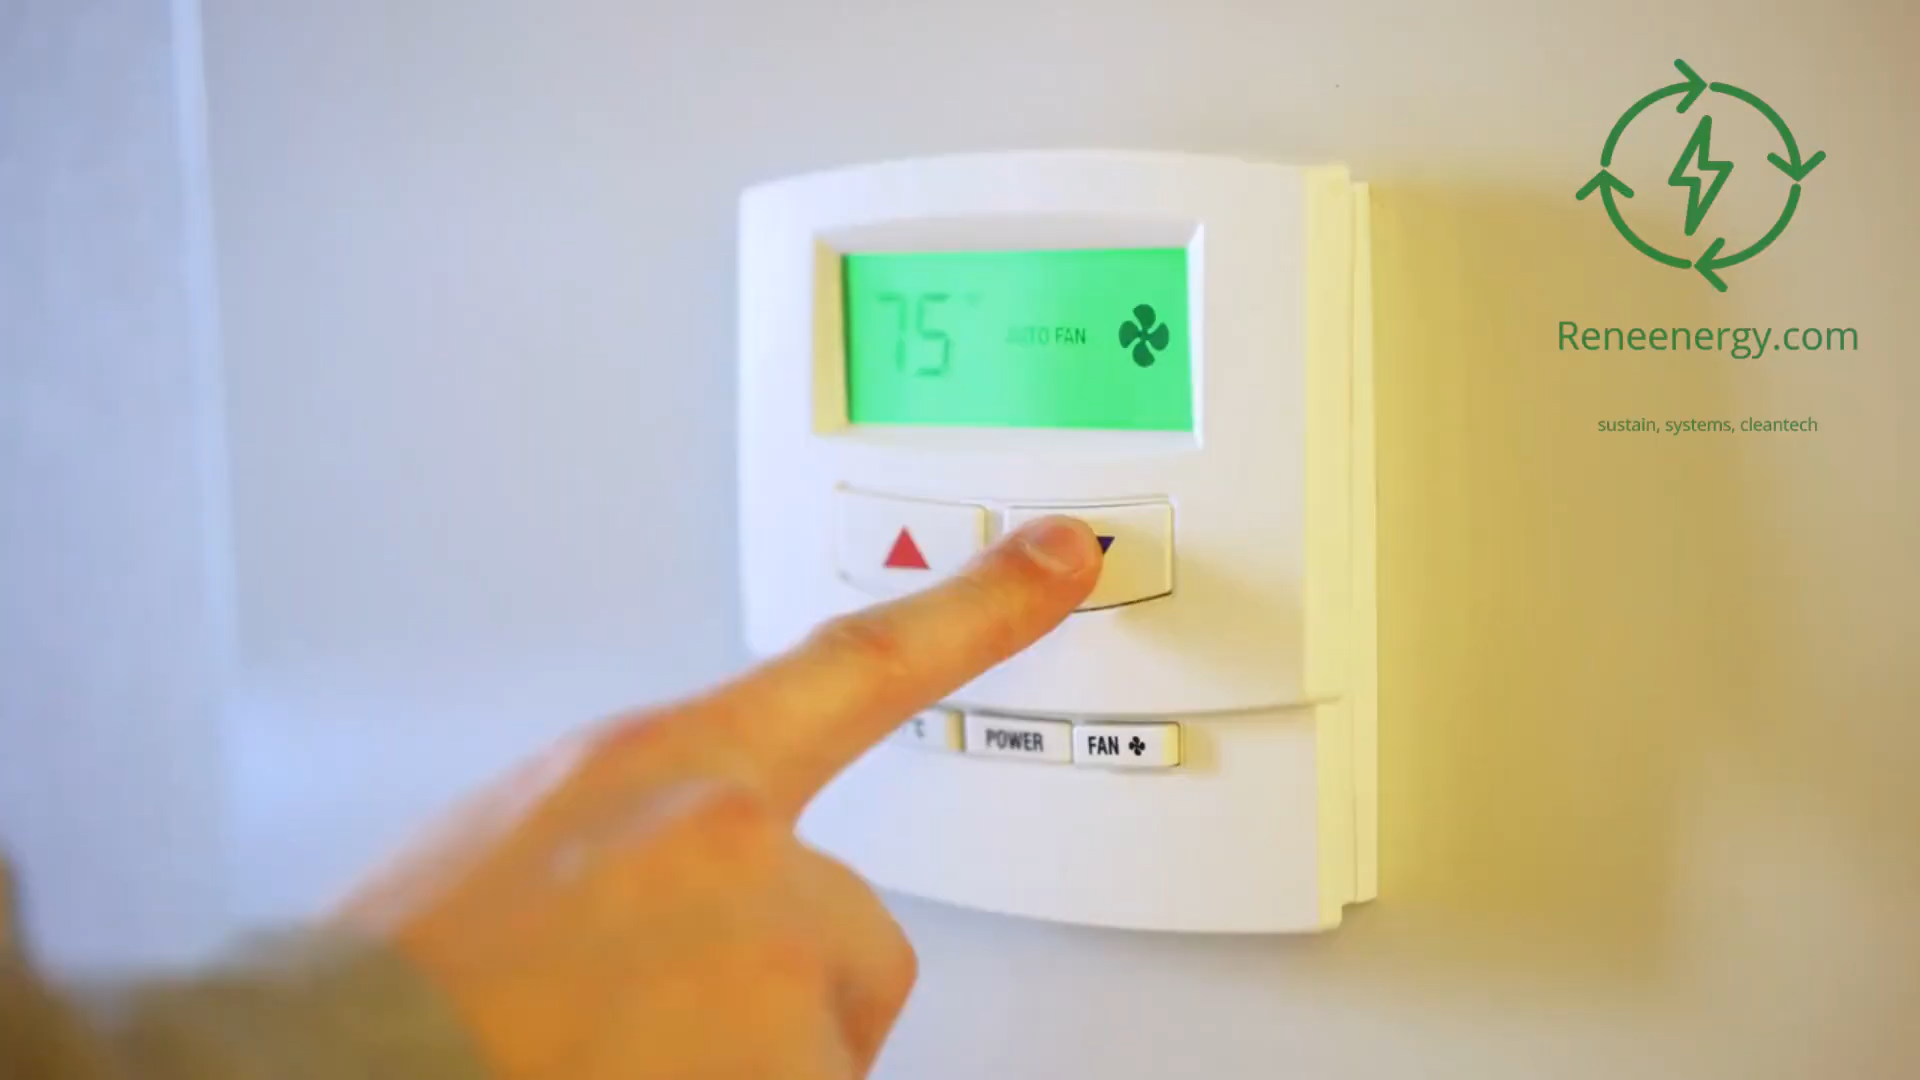 75°
AUTO FAN
°C
POWER
FAN
Reneenergy.com
sustain, systems, cleantech